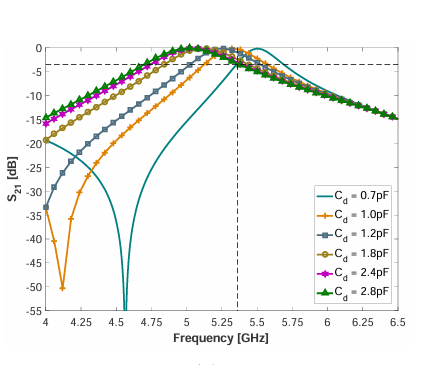 0
-5
-10
-15
-20
-25
-30
-35
-40
-45
-50
-55
S21 [dB]
4 4.25 4.5 4.75 5 5.25 5.5 5.75 6 6.25 6.5
Frequency [GHz]
Cd = 0.7pF
Cd = 1.0pF
Cd = 1.2pF
Cd = 1.8pF
Cd = 2.4pF
Cd = 2.8pF